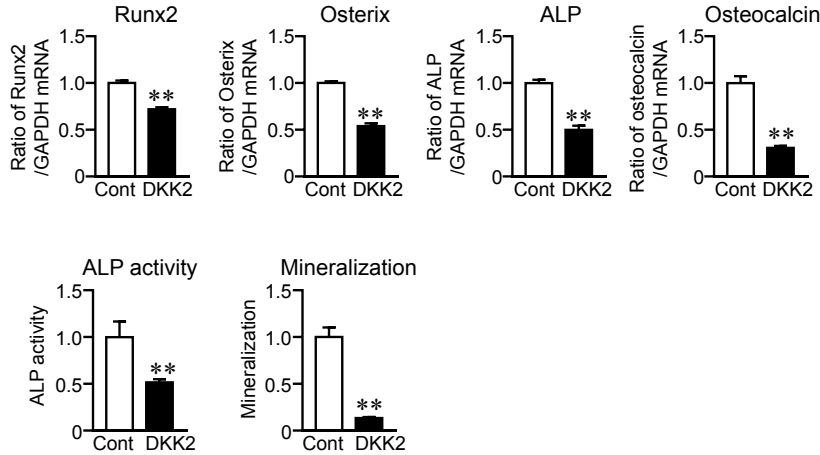 Runx2
Ratio of Runx2
/GAPDH mRNA
1.5
1.0
0.5
0
**
Cont DKK2
Osterix
Ratio of Osterix
/GAPDH mRNA
1.5
1.0
0.5
0
**
Cont DKK2
ALP
Ratio of ALP
/GAPDH mRNA
1.5
1.0
0.5
0
**
Cont DKK2
Osteocalcin
Ratio of osteocalcin
/GAPDH mRNA
1.5
1.0
0.5
0
**
Cont DKK2
ALP activity
ALP activity
1.5
1.0
0.5
0
**
Cont DKK2
Mineralization
Mineralization
1.5
1.0
0.5
0
**
Cont DKK2